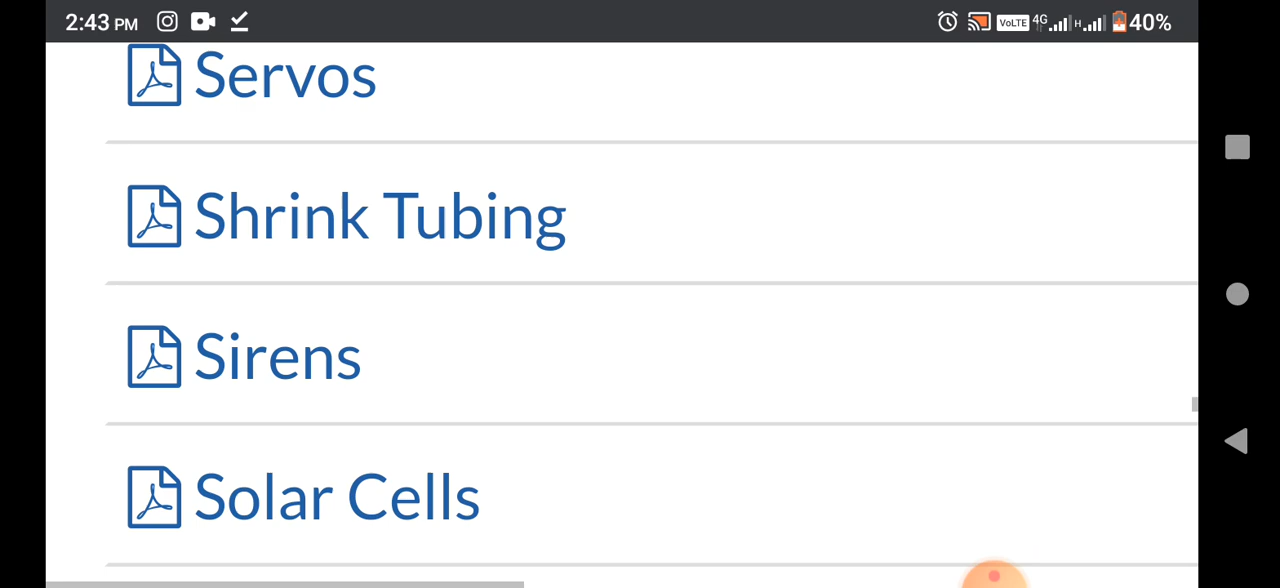 2:43 PM
VoLTE 4G H 40%
Servos
Shrink Tubing
Sirens
Solar Cells